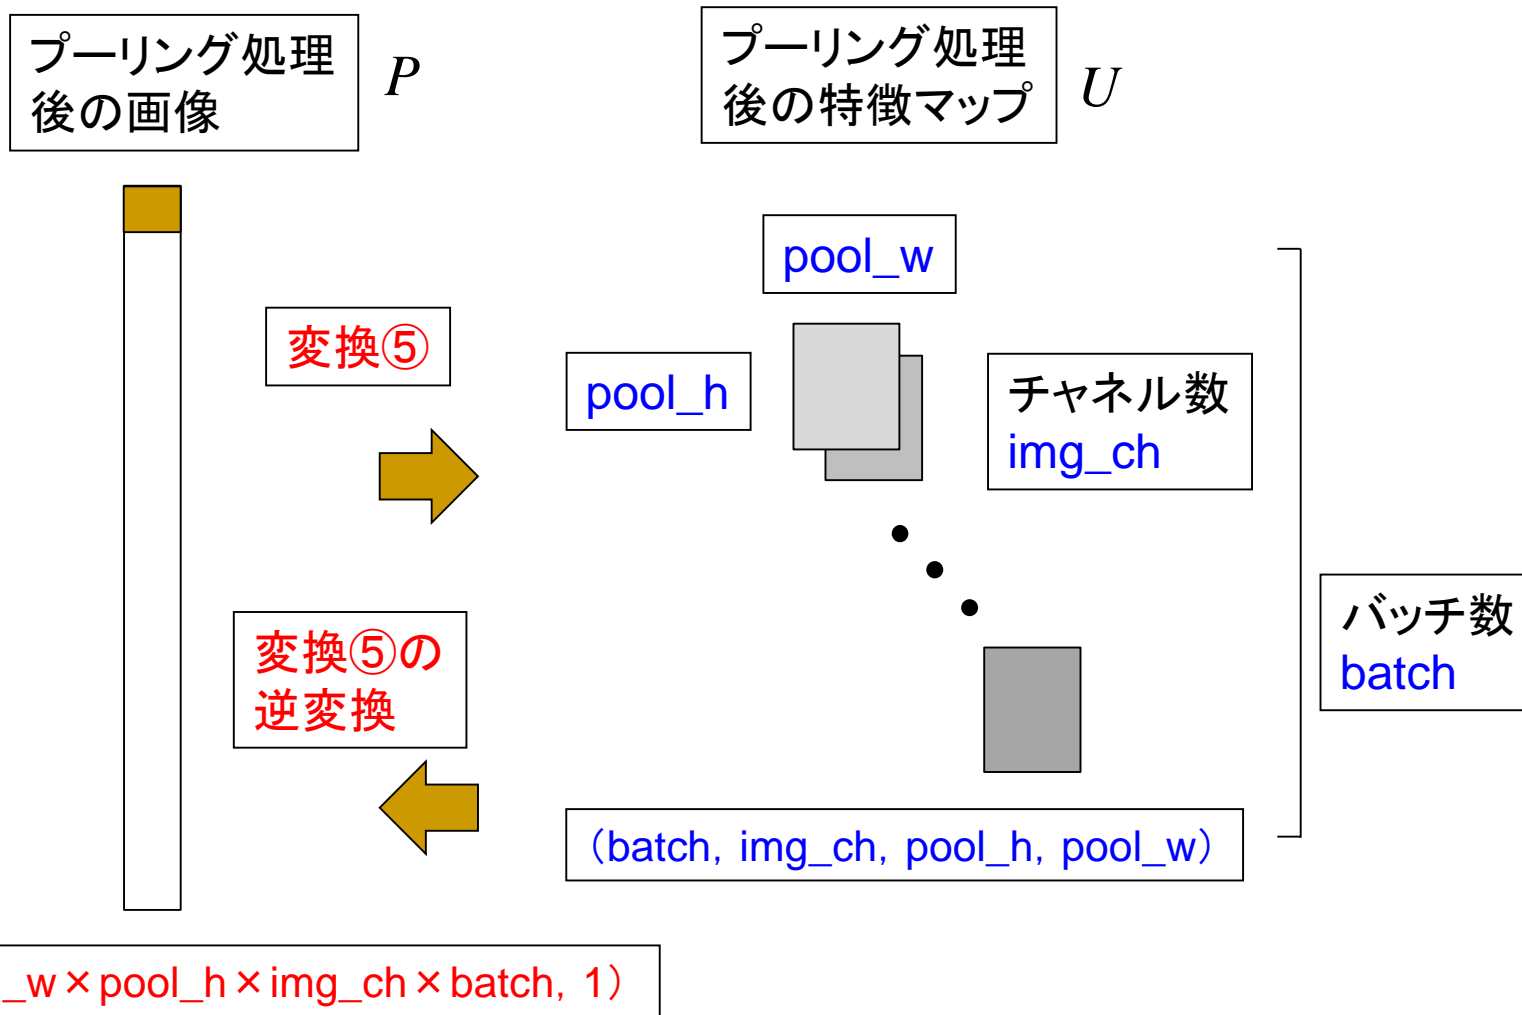 プーリング処理
後の画像
P
プーリング処理
後の特徴マップ
U
pool_w
変換⑤
pool_h
チャネル数
img_ch
変換⑤の
逆変換
バッチ数
batch
(batch, img_ch, pool_h, pool_w)
_w×pool_h×img_ch×batch, 1)